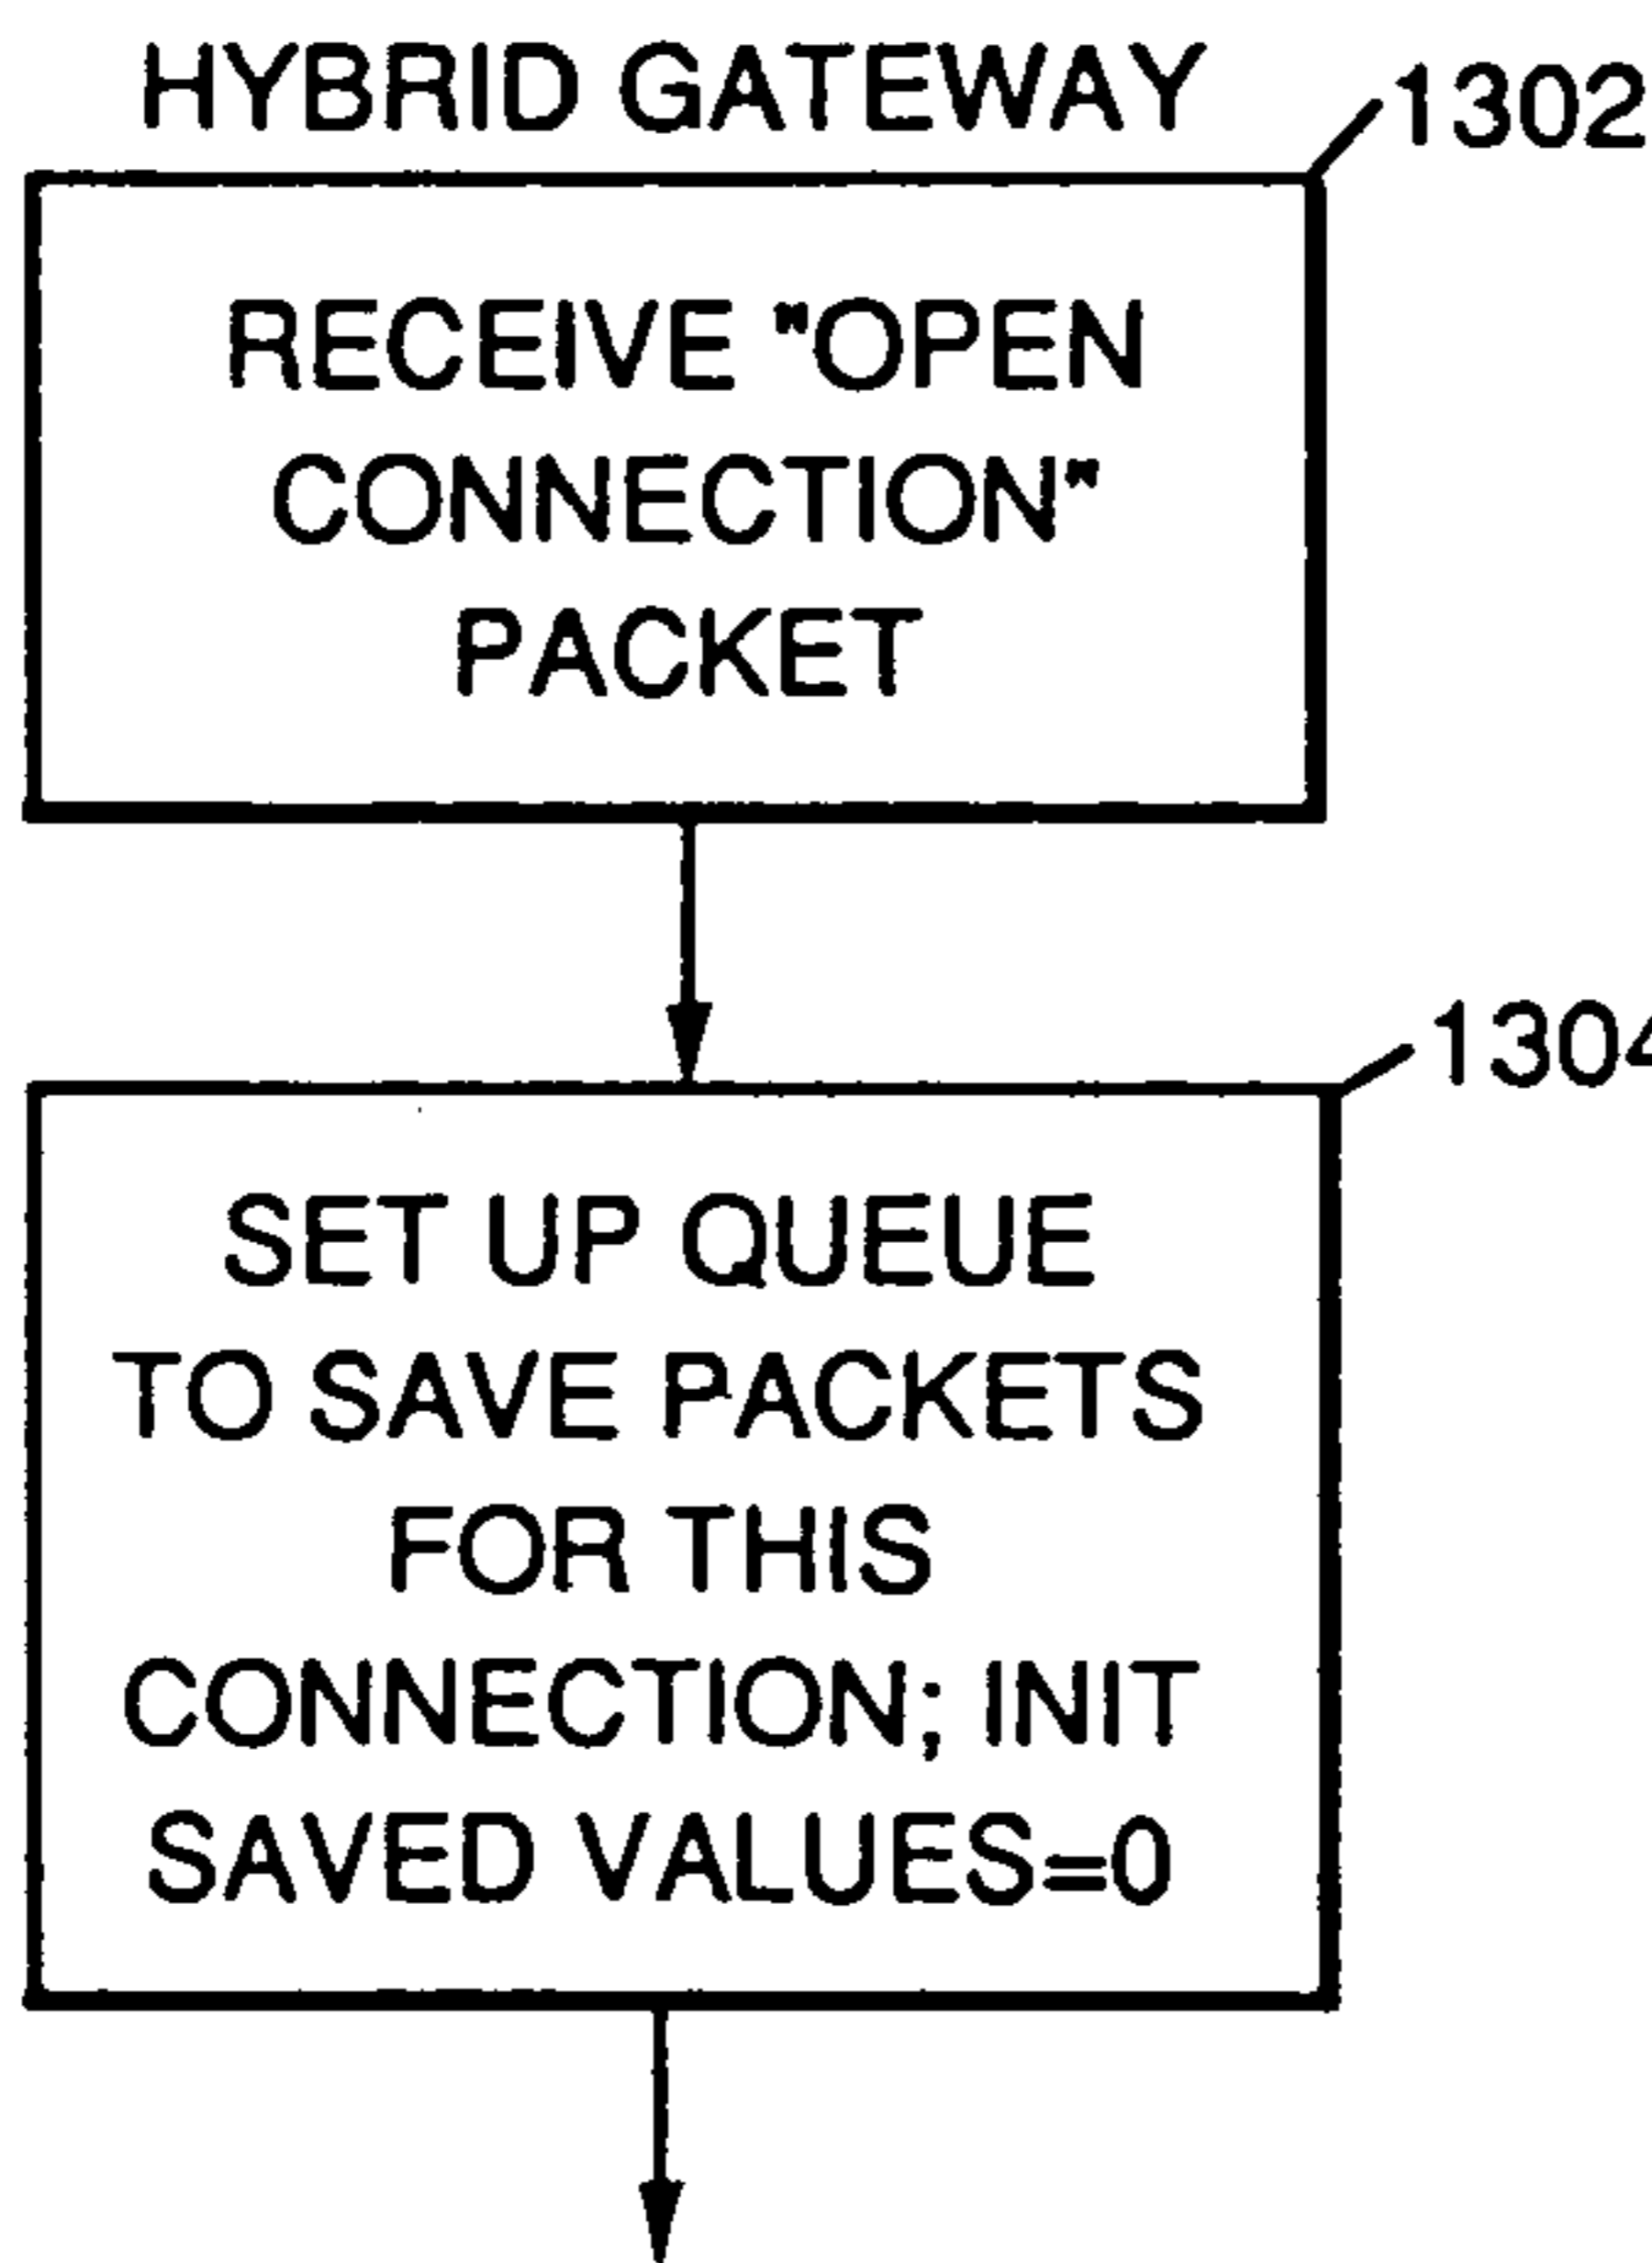 HYBRID GATEWAY
1302
RECEIVE "OPEN
CONNECTION"
PACKET
1304
SET UP QUEUE
TO SAVE PACKETS
FOR THIS
CONNECTION; INIT
SAVED VALUES=0